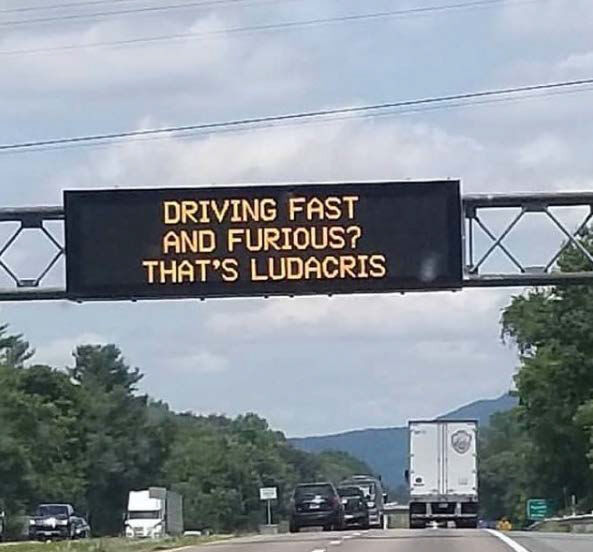 DRIVING FAST
AND FURIOUS?
THAT'S LUDACRIS